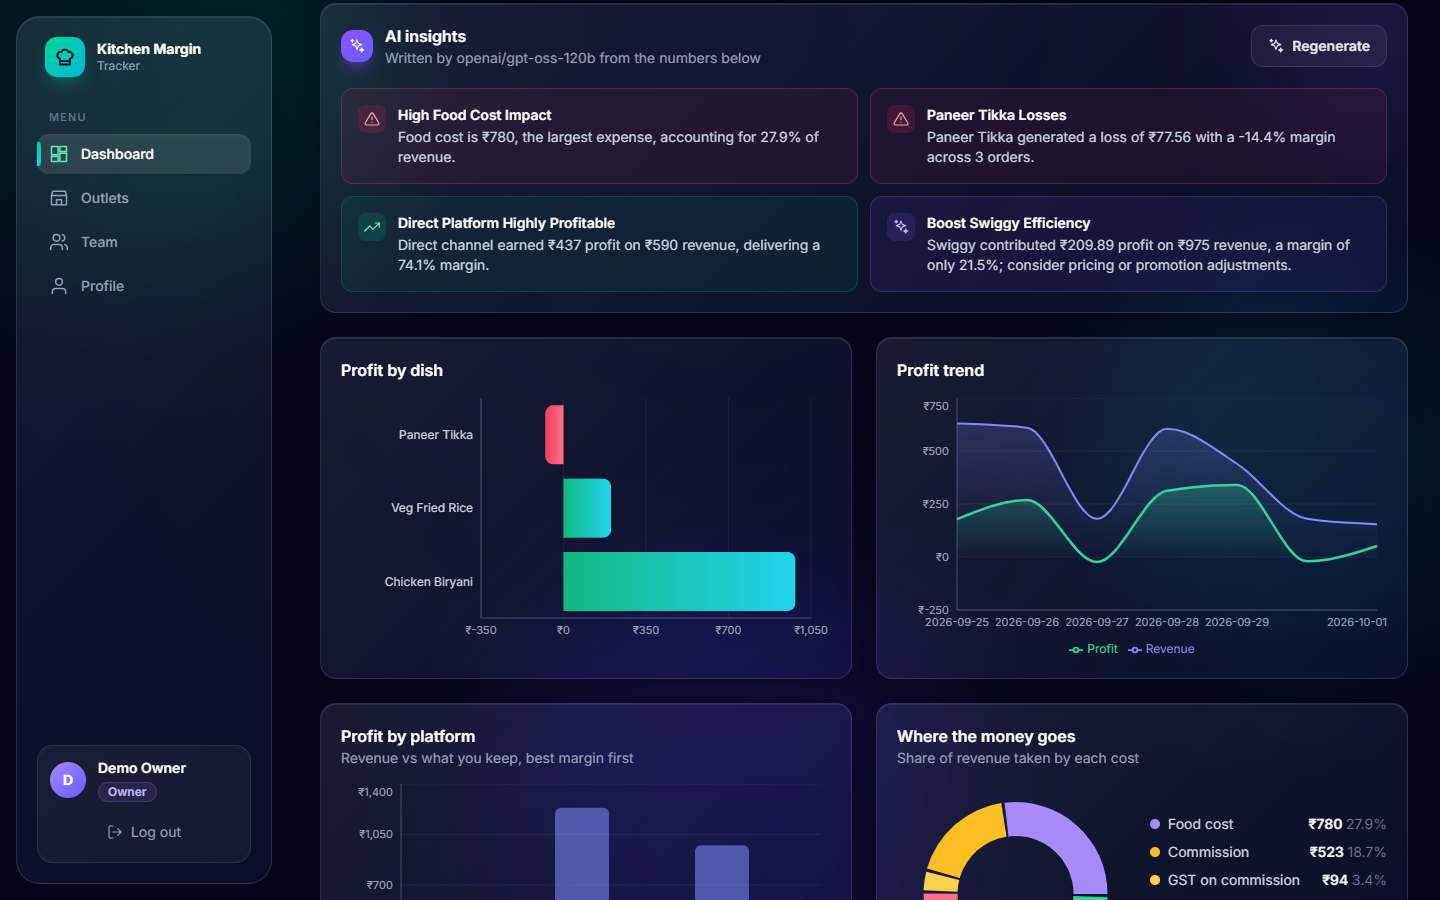 Kitchen Margin
Tracker
MENU
Dashboard
Outlets
Team
Profile
D
Demo Owner
Owner
Log out
AI insights
Written by openai/gpt-oss-120b from the numbers below
Regenerate
High Food Cost Impact
Food cost is ₹780, the largest expense, accounting for 27.9% of
revenue.
Paneer Tikka Losses
Paneer Tikka generated a loss of ₹77.56 with a -14.4% margin
across 3 orders.
Direct Platform Highly Profitable
Direct channel earned ₹437 profit on ₹590 revenue, delivering a
74.1% margin.
Boost Swiggy Efficiency
Swiggy contributed ₹209.89 profit on ₹975 revenue, a margin of
only 21.5%; consider pricing or promotion adjustments.
Profit by dish
Paneer Tikka
Veg Fried Rice
Chicken Biryani
₹-350 ₹0 ₹350 ₹700 ₹1,050
Profit trend
₹750
₹500
₹250
₹0
₹-250
2026-09-25 2026-09-26 2026-09-27 2026-09-28 2026-09-29 2026-10-01
Profit Revenue
Profit by platform
Revenue vs what you keep, best margin first
₹1,400
₹1,050
₹700
Where the money goes
Share of revenue taken by each cost
Food cost ₹780 27.9%
Commission ₹523 18.7%
GST on commission ₹94 3.4%